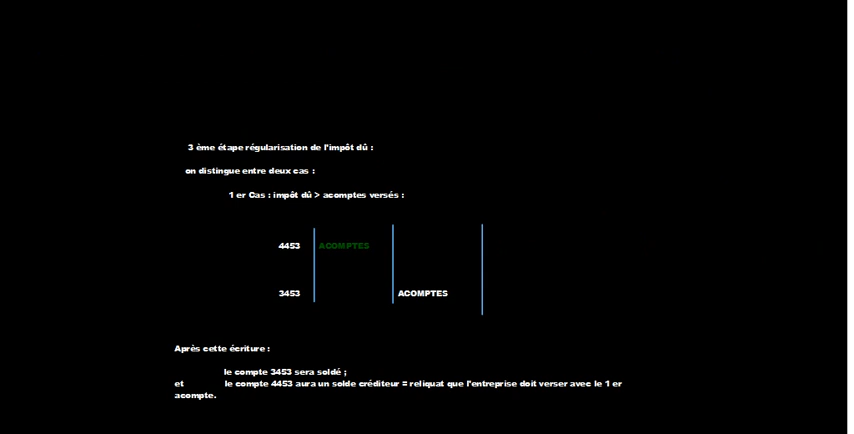 3 ème étape régularisation de l'impôt dû :
on distingue entre deux cas :
1 er Cas : impôt dû > acomptes versés :
4453 ACOMPTES
3453 ACOMPTES
Après cette écriture :
le compte 3453 sera soldé ;
et le compte 4453 aura un solde créditeur = reliquat que l'entreprise doit verser avec le 1 er
acompte.